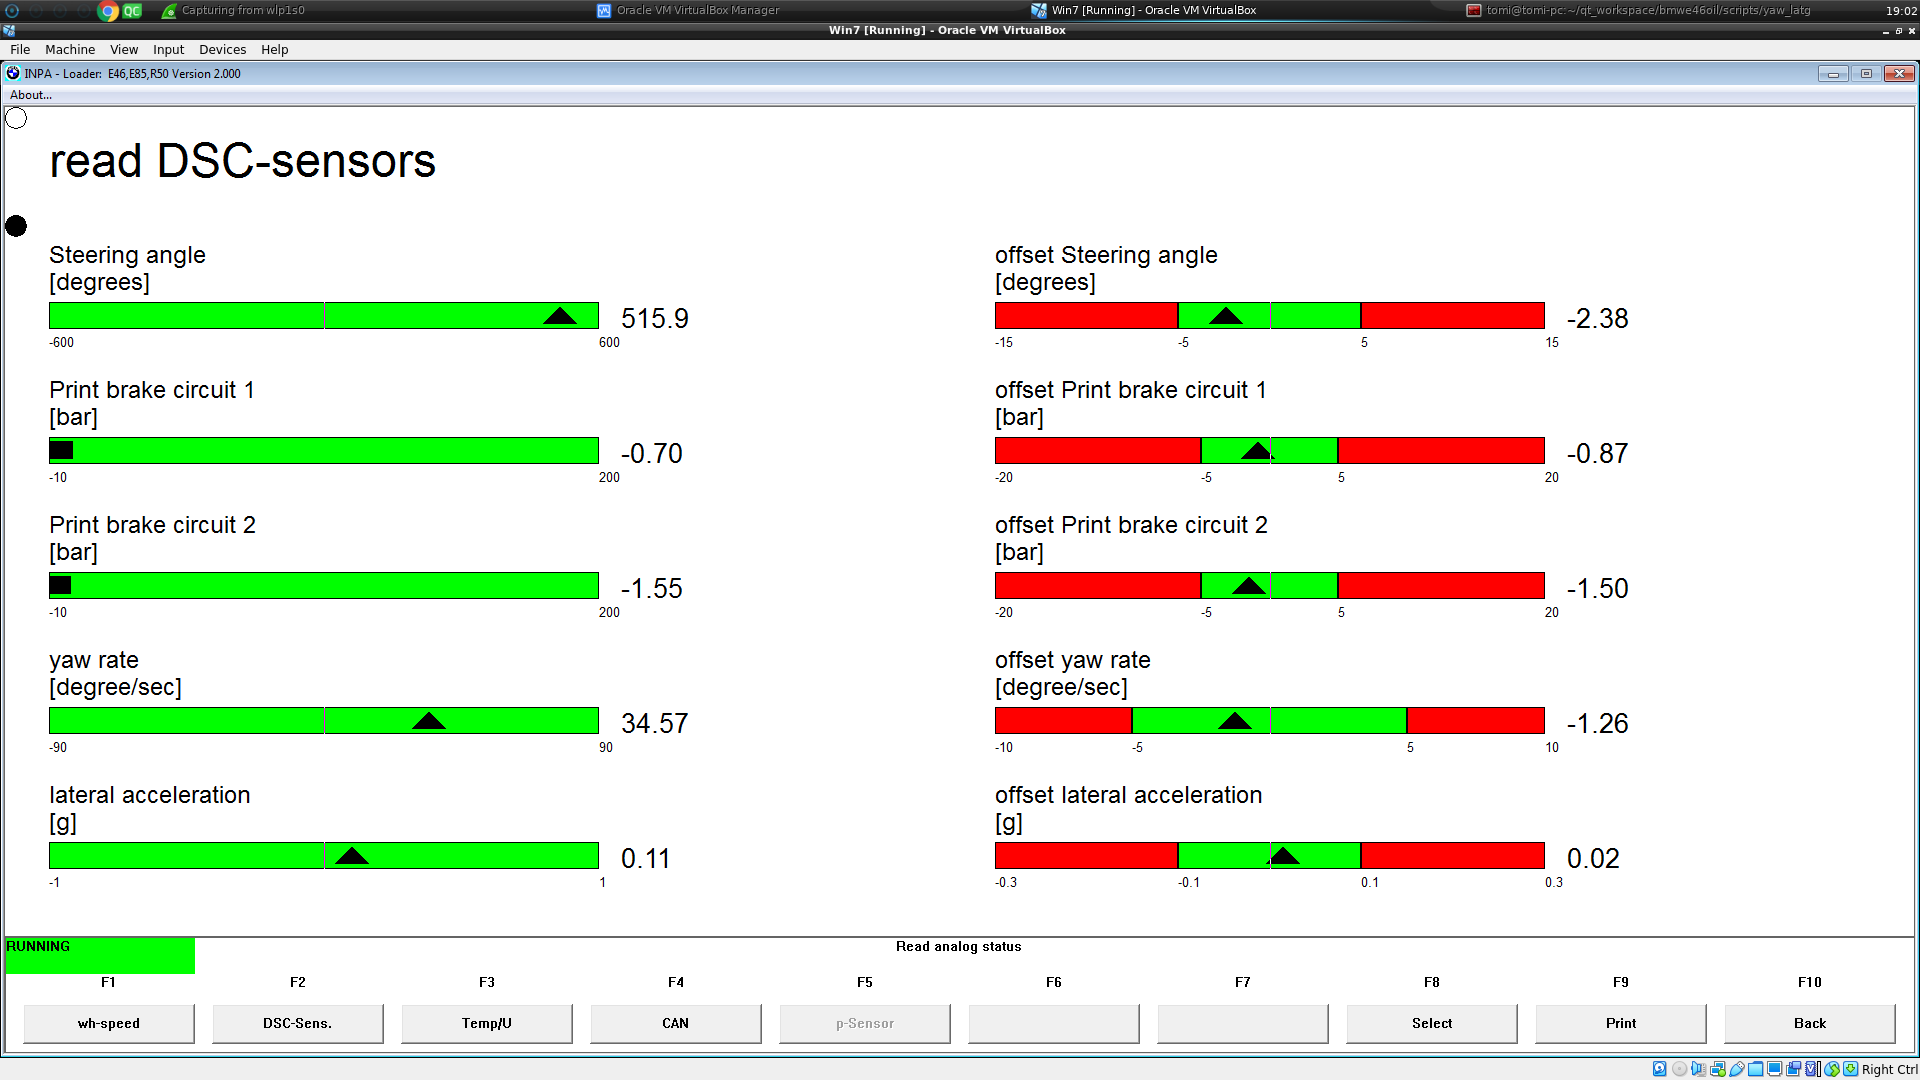 QC Capturing from wlp1s0 Oracle VM VirtualBox Manager Win7 [Running] - Oracle VM VirtualBox tomi@tomi-pc:~/qt_workspace/bmwe46oil/scripts/yaw_latg 19:02
Win7 [Running] - Oracle VM VirtualBox
File Machine View Input Devices Help
INPA - Loader: E46,E85,R50 Version 2.000
About...
read DSC-sensors
Steering angle
[degrees]
515.9
-600 600
offset Steering angle
[degrees]
-2.38
-15 -5 5 15
Print brake circuit 1
[bar]
-0.70
-10 200
offset Print brake circuit 1
[bar]
-0.87
-20 -5 5 20
Print brake circuit 2
[bar]
-1.55
-10 200
offset Print brake circuit 2
[bar]
-1.50
-20 -5 5 20
yaw rate
[degree/sec]
34.57
-90 90
offset yaw rate
[degree/sec]
-1.26
-10 -5 5 10
lateral acceleration
[g]
0.11
-1 1
offset lateral acceleration
[g]
0.02
-0.3 -0.1 0.1 0.3
RUNNING Read analog status
F1 F2 F3 F4 F5 F6 F7 F8 F9 F10
wh-speed DSC-Sens. Temp/U CAN p-Sensor Select Print Back
Right Ctrl